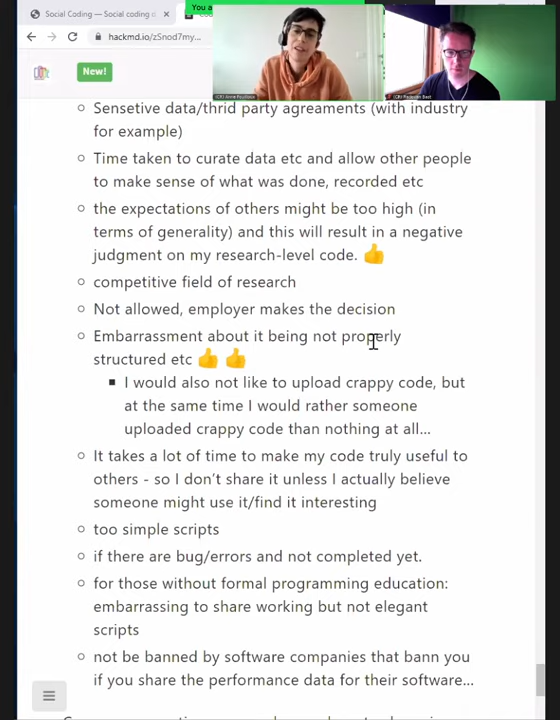 Social Coding — Social coding d
hackmd.io/zSnod7my...
You a
New!
Sensetive data/thrid party agreaments (with industry
for example)
Time taken to curate data etc and allow other people
to make sense of what was done, recorded etc
the expectations of others might be too high (in
terms of generality) and this will result in a negative
judgment on my research-level code. 👍
competitive field of research
Not allowed, employer makes the decision
Embarrassment about it being not properly
structured etc 👍 👍
I would also not like to upload crappy code, but
at the same time I would rather someone
uploaded crappy code than nothing at all...
It takes a lot of time to make my code truly useful to
others - so I don't share it unless I actually believe
someone might use it/find it interesting
too simple scripts
if there are bug/errors and not completed yet.
for those without formal programming education:
embarrassing to share working but not elegant
scripts
not be banned by software companies that bann you
if you share the performance data for their software...